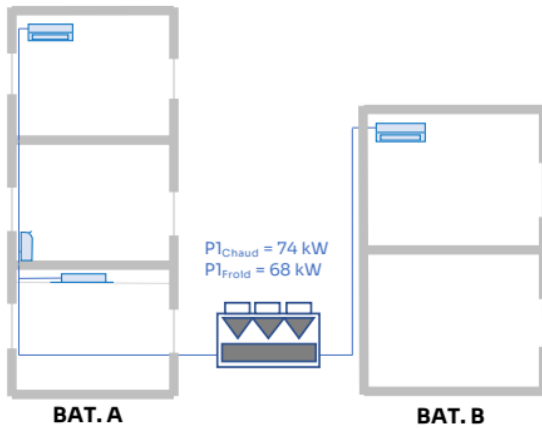 P1Chaud = 74 kW
P1Froid = 68 kW
BAT. A
BAT. B